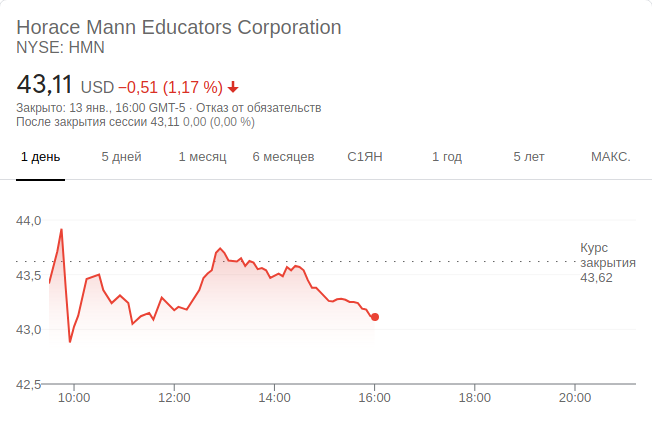 Horace Mann Educators Corporation
NYSE: HMN
43,11 USD −0,51 (1,17 %)
Закрыто: 13 янв., 16:00 GMT-5 · Отказ от обязательств
После закрытия сессии 43,11 0,00 (0,00 %)
1 день 5 дней 1 месяц 6 месяцев С1ЯН 1 год 5 лет МАКС.
44,0
Курс
закрытия
43,62
43,5
43,0
42,5
10:00 12:00 14:00 16:00 18:00 20:00